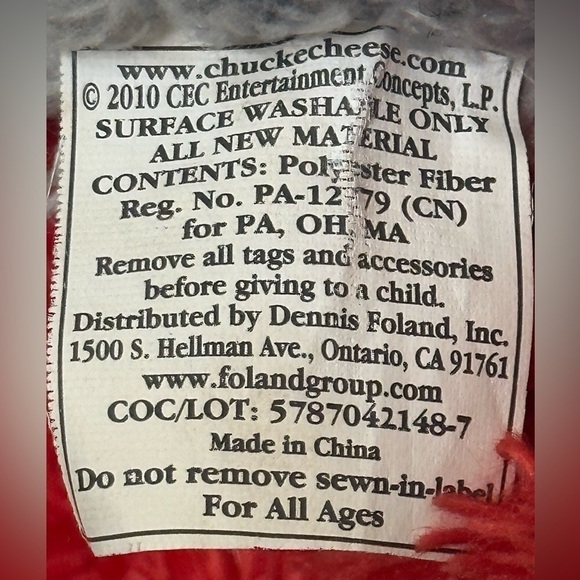 www.chuckecheese.com
© 2010 CEC Entertainment Concepts, L.P.
SURFACE WASHABLE ONLY
ALL NEW MATERIAL
CONTENTS: Polyester Fiber
Reg. No. (CN)
for PA, OH, MA
Remove all tags and accessories
before giving to a child.
Distributed by Dennis Foland, Inc.
1500 S. Hellman Ave., Ontario, CA 91761
www.folandgroup.com
COC/LOT: 5787042148-7
Made in China
Do not remove sewn-in-label
For All Ages